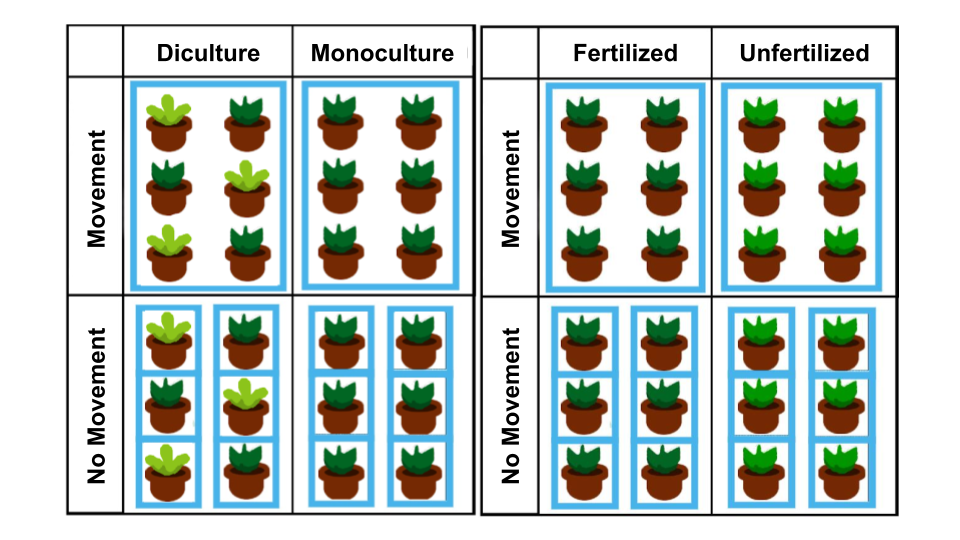 Diculture
Monoculture
Movement
No Movement
Fertilized
Unfertilized
Movement
No Movement